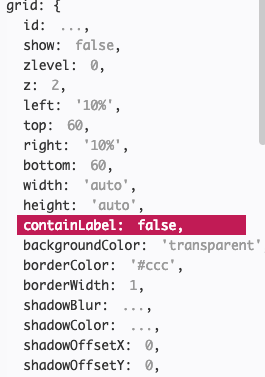 grid: {
id: ...,
show: false,
zlevel: 0,
z: 2,
left: '10%',
top: 60,
right: '10%',
bottom: 60,
width: 'auto',
height: 'auto',
containLabel: false,
backgroundColor: 'transparent',
borderColor: '#ccc',
borderWidth: 1,
shadowBlur: ...,
shadowColor: ...,
shadowOffsetX: 0,
shadowOffsetY: 0,